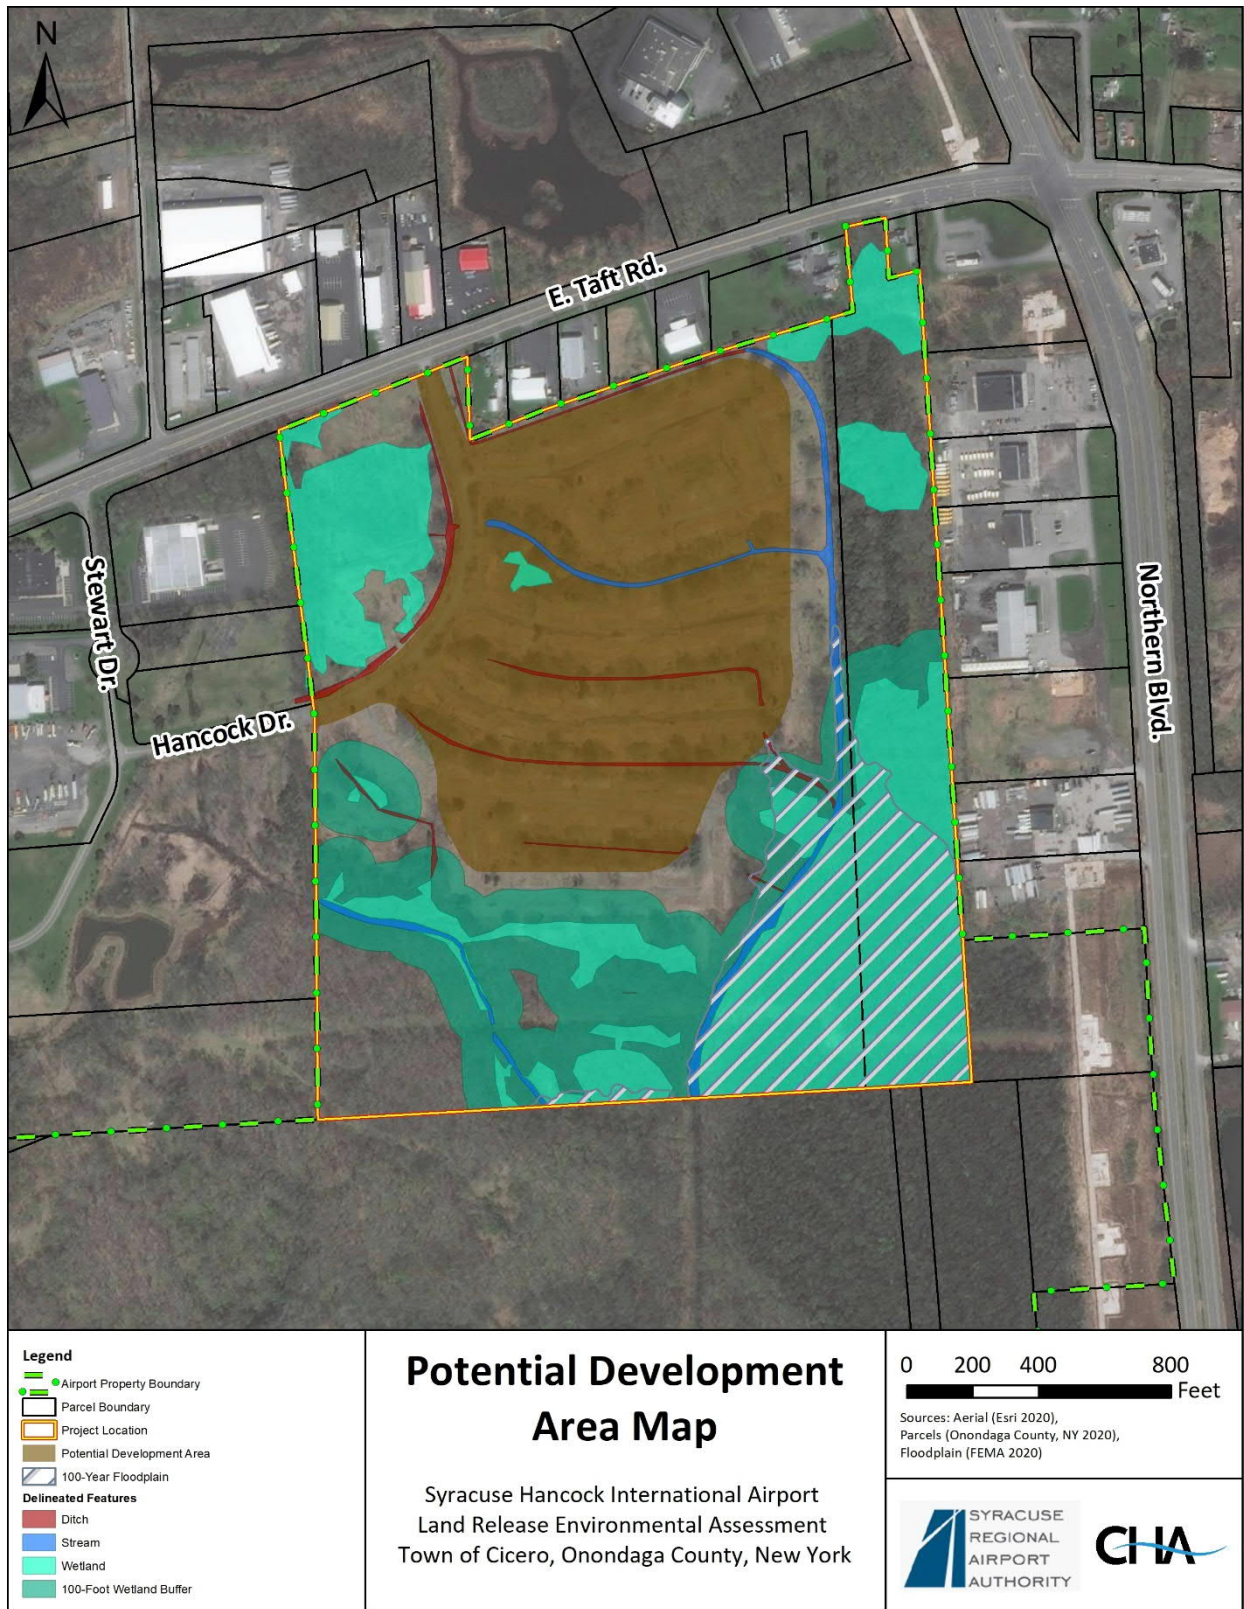 N
E. Taft Rd.
Stewart Dr.
Hancock Dr.
Northern Blvd.
Legend
Airport Property Boundary
Parcel Boundary
Project Location
Potential Development Area
100-Year Floodplain
Delineated Features
Ditch
Stream
Wetland
100-Foot Wetland Buffer
Potential Development
Area Map
Syracuse Hancock International Airport
Land Release Environmental Assessment
Town of Cicero, Onondaga County, New York
0 200 400 800
Feet
Sources: Aerial (Esri 2020),
Parcels (Onondaga County, NY 2020),
Floodplain (FEMA 2020)
SYRACUSE
REGIONAL
AIRPORT
AUTHORITY
CHA